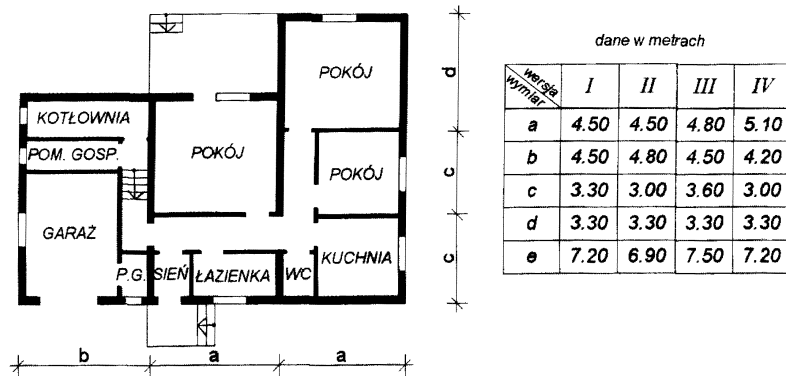 POKÓJ
d
KOTŁOWNIA
POM. GOSP.
POKÓJ
POKÓJ
c
GARAŻ
P.G.
SIEŃ
ŁAZIENKA
WC
KUCHNIA
c
b
a
a
dane w metrach
wersja
wymiar
I
II
III
IV
a
4.50
4.50
4.80
5.10
b
4.50
4.80
4.50
4.20
c
3.30
3.00
3.60
3.00
d
3.30
3.30
3.30
3.30
e
7.20
6.90
7.50
7.20